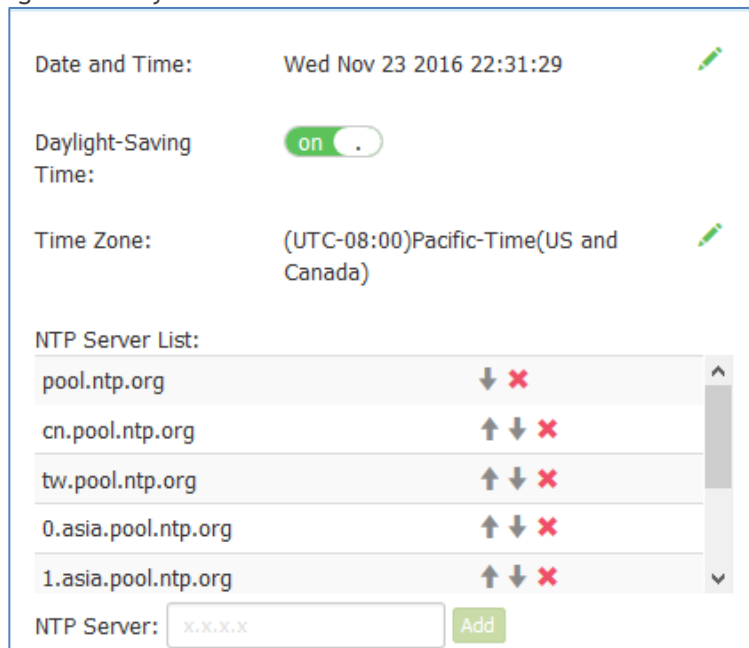 Date and Time: Wed Nov 23 2016 22:31:29
Daylight-Saving on .
Time:
Time Zone: (UTC-08:00)Pacific-Time(US and
Canada)
NTP Server List:
pool.ntp.org
cn.pool.ntp.org
tw.pool.ntp.org
0.asia.pool.ntp.org
1.asia.pool.ntp.org
NTP Server: x.x.x.x Add